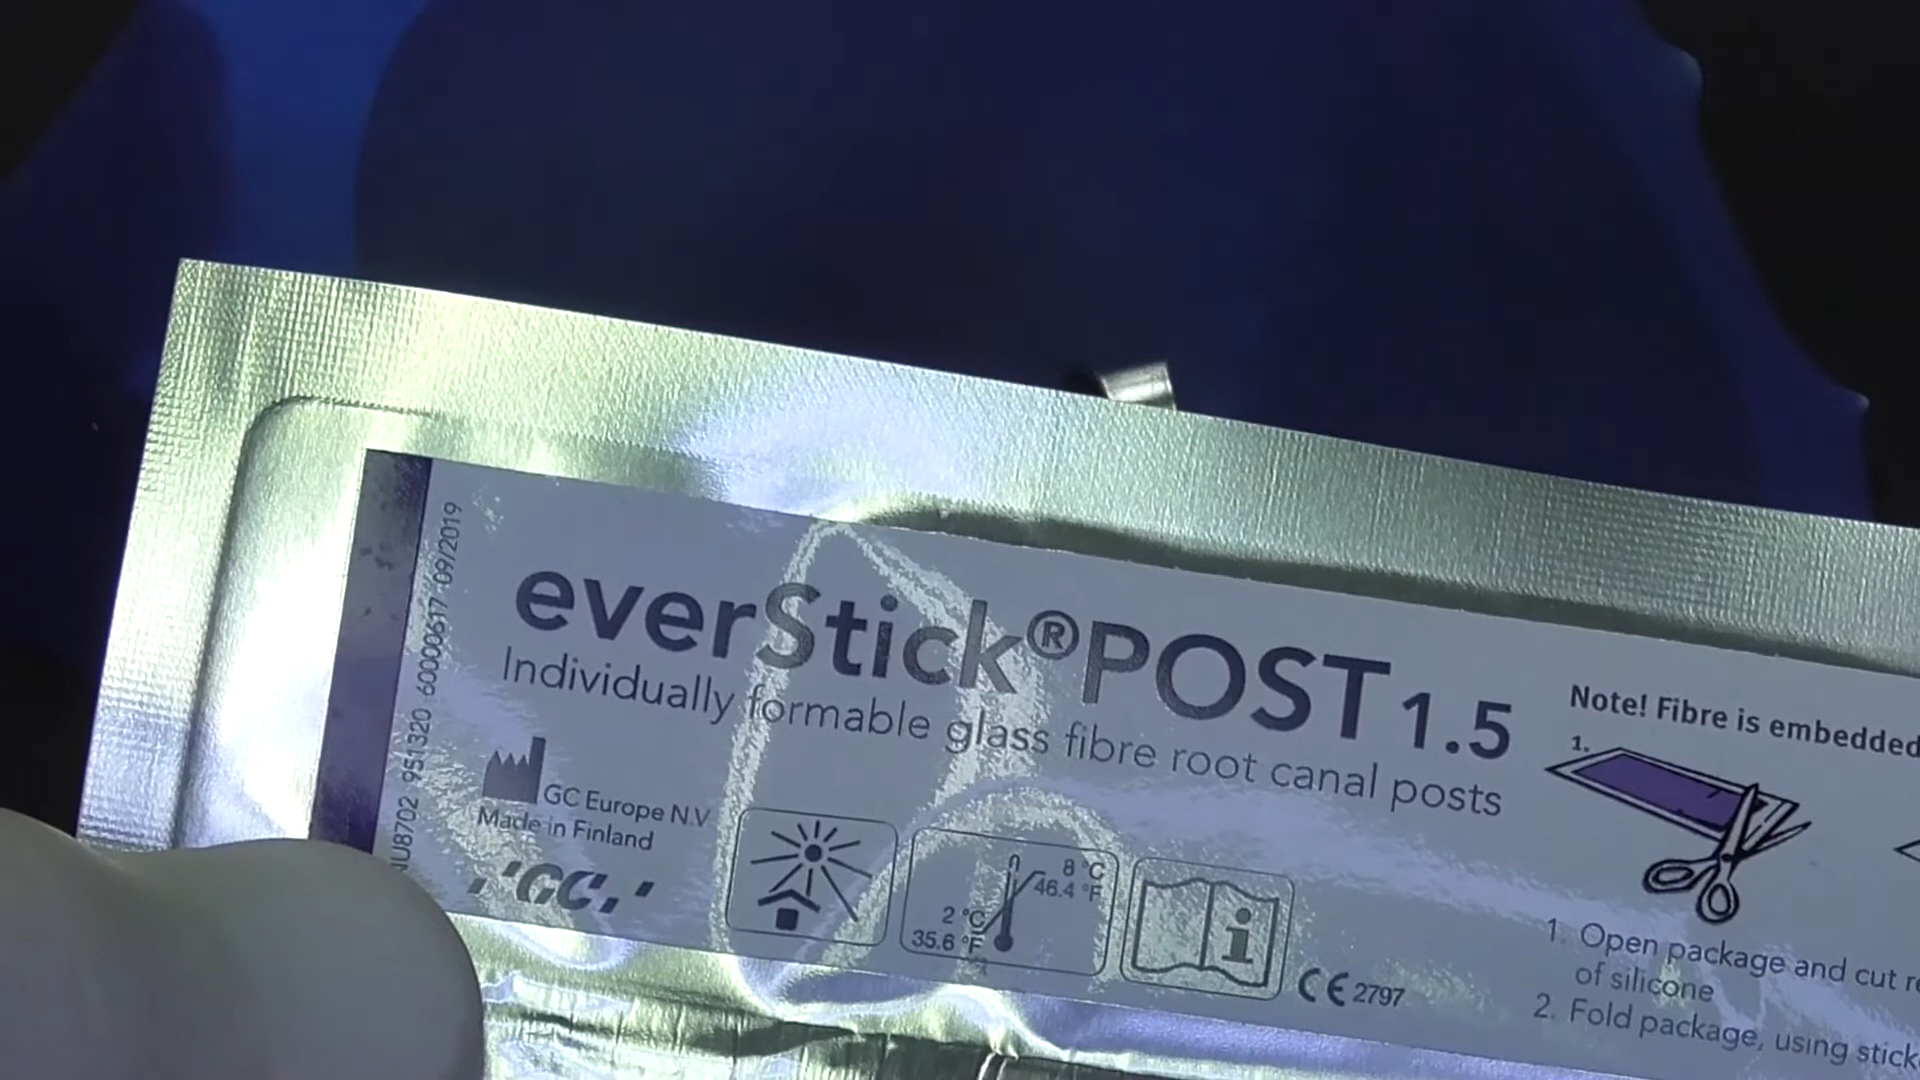 everStick®POST 1.5
Individually formable glass fibre root canal posts
GC Europe N.V
Made in Finland
GC
2 °C
35.6 °F
8 °C
46.4 °F
i
CE 2797
951320 60000617 09/2019
Note! Fibre is embedded
1.
1. Open package and cut
of silicone
2. Fold package, using stick